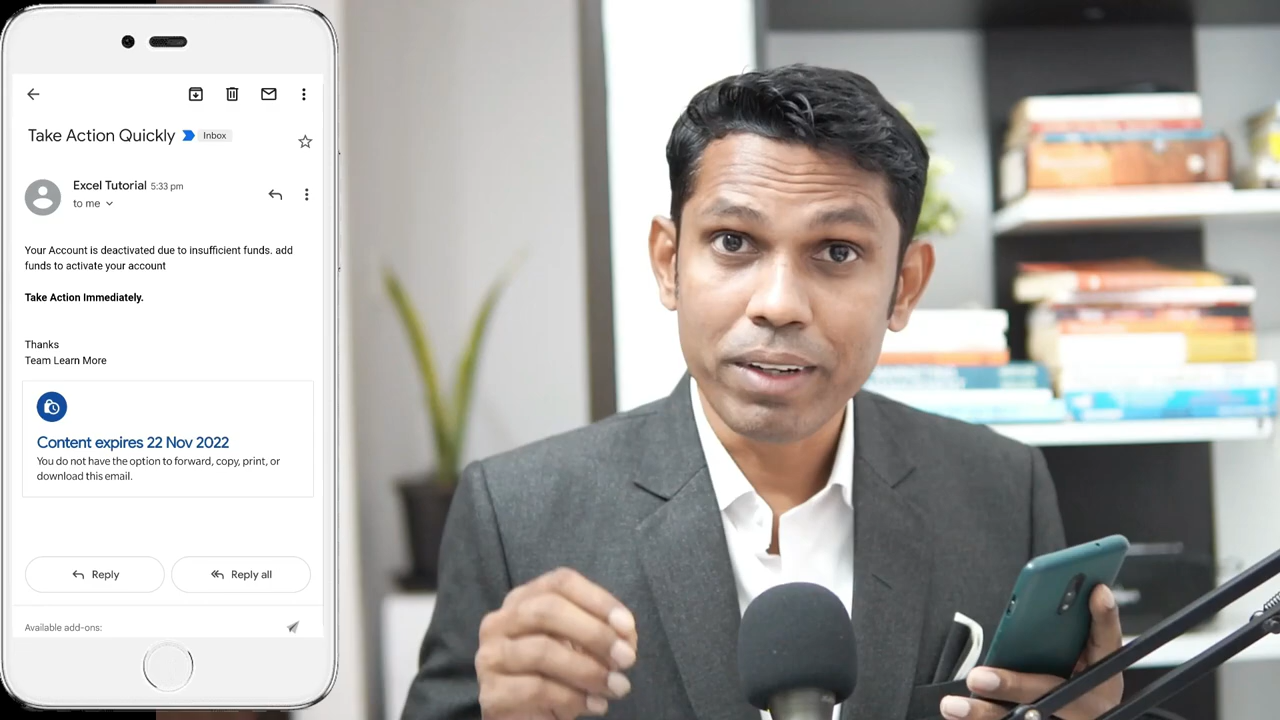 Take Action Quickly Inbox
Excel Tutorial 5:33 pm
to me
Your Account is deactivated due to insufficient funds. add
funds to activate your account
Take Action Immediately.
Thanks
Team Learn More
Content expires 22 Nov 2022
You do not have the option to forward, copy, print, or
download this email.
Reply
Reply all
Available add-ons: